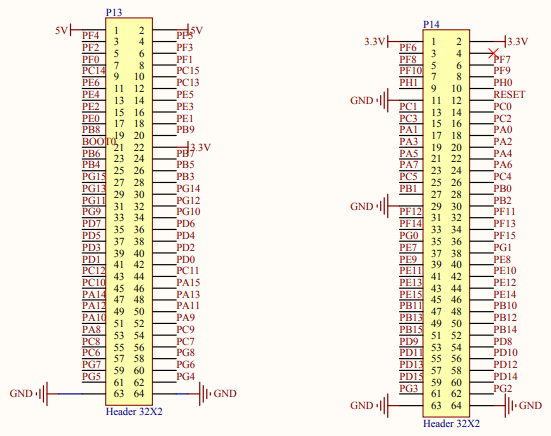 P13
5V 1 2 5V
PF4 3 4 PF5
PF2 5 6 PF3
PF0 7 8 PF1
PC14 9 10 PC15
PE6 11 12 PC13
PE4 13 14 PE5
PE2 15 16 PE3
PE0 17 18 PE1
PB8 19 20 PB9
BOOT0 21 22 3.3V
PB6 23 24 PB7
PB4 25 26 PB5
PG15 27 28 PB3
PG13 29 30 PG14
PG11 31 32 PG12
PG9 33 34 PG10
PD7 35 36 PD6
PD5 37 38 PD4
PD3 39 40 PD2
PD1 41 42 PD0
PC12 43 44 PC11
PC10 45 46 PA15
PA14 47 48 PA13
PA12 49 50 PA11
PA10 51 52 PA9
PA8 53 54 PC9
PC8 55 56 PC7
PC6 57 58 PG8
PG7 59 60 PG6
PG5 61 62 PG4
GND 63 64 GND
Header 32X2
P14
3.3V 1 2 3.3V
PF6 3 4
PF8 5 6 PF7
PF10 7 8 PF9
PH1 9 10 PH0
GND 11 12 RESET
PC1 13 14 PC0
PC3 15 16 PC2
PA1 17 18 PA0
PA3 19 20 PA2
PA5 21 22 PA4
PA7 23 24 PA6
PC5 25 26 PC4
PB1 27 28 PB0
GND 29 30 PB2
PF12 31 32 PF11
PF14 33 34 PF13
PG0 35 36 PF15
PE7 37 38 PG1
PE9 39 40 PE8
PE11 41 42 PE10
PE13 43 44 PE12
PE15 45 46 PE14
PB11 47 48 PB10
PB13 49 50 PB12
PB15 51 52 PB14
PD9 53 54 PD8
PD11 55 56 PD10
PD13 57 58 PD12
PD15 59 60 PD14
PG3 61 62 PG2
GND 63 64 GND
Header 32X2